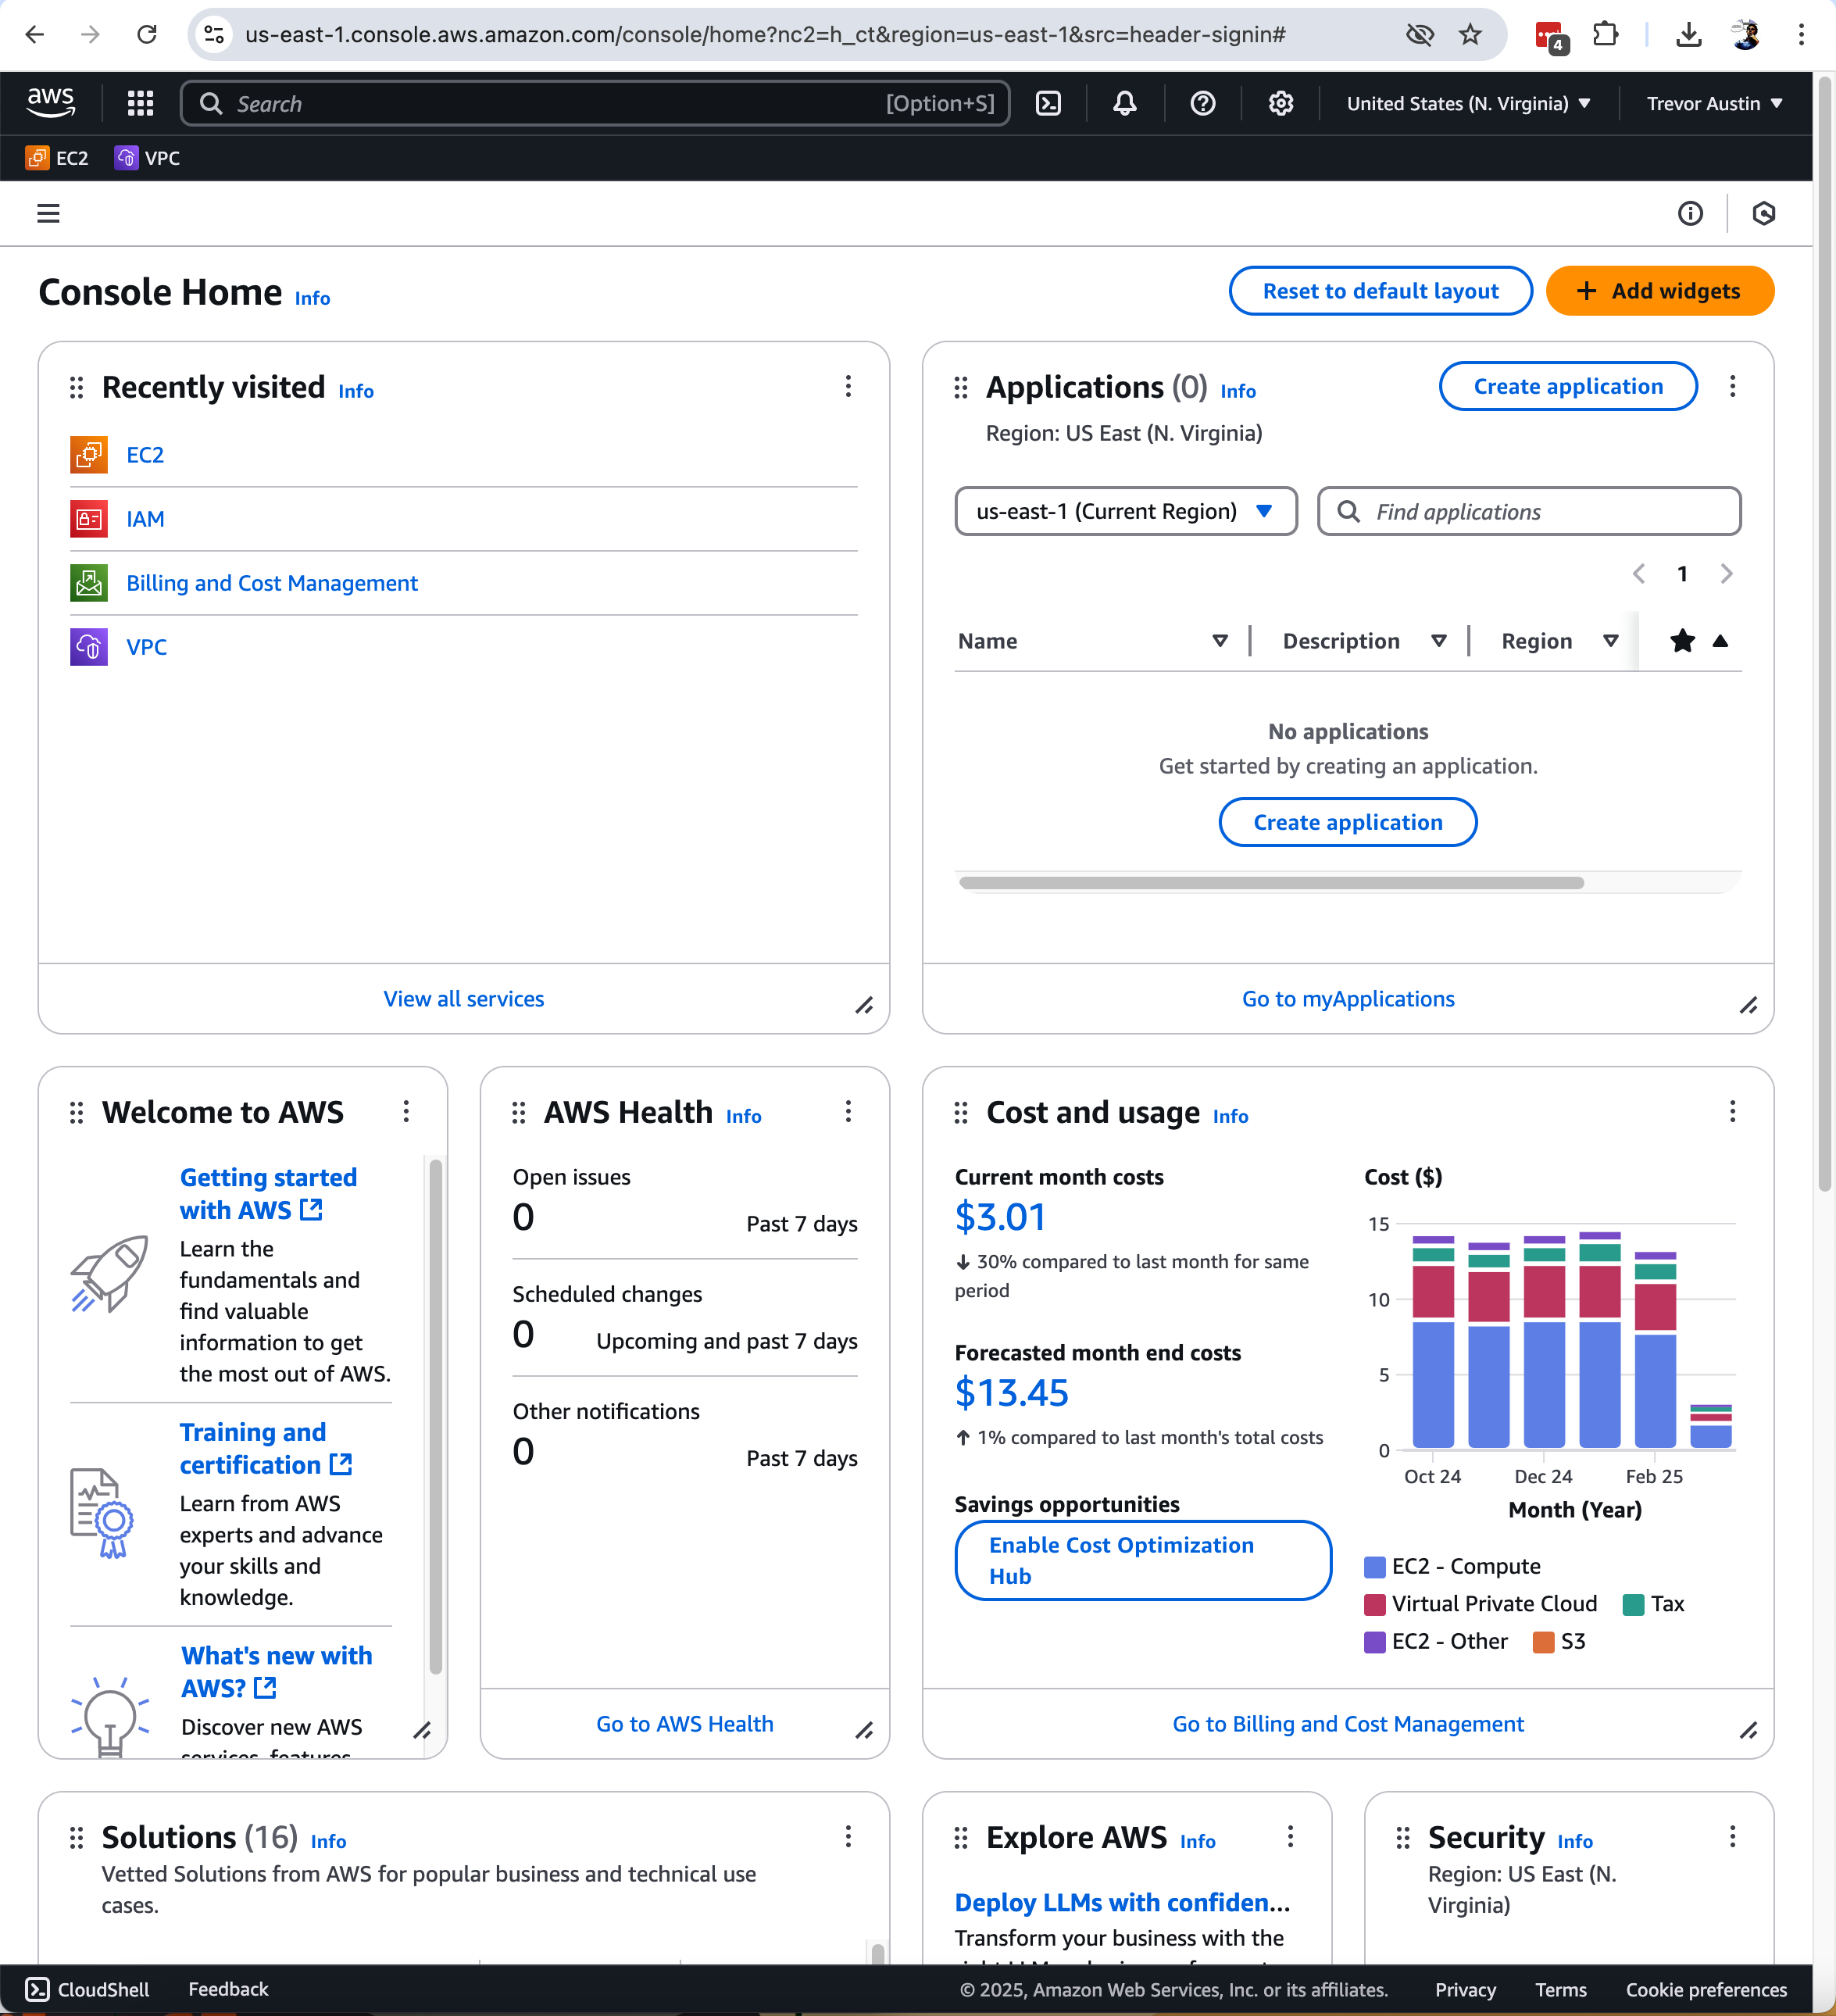 us-east-1.console.aws.amazon.com/console/home?nc2=h_ct&region=us-east-1&src=header-signin#
4
aws
Search
[Option+S]
United States (N. Virginia)
Trevor Austin
EC2
VPC
Console Home Info
Reset to default layout
Add widgets
Recently visited Info
EC2
IAM
Billing and Cost Management
VPC
View all services
Applications (0) Info
Create application
Region: US East (N. Virginia)
us-east-1 (Current Region)
Find applications
1
Name
Description
Region
No applications
Get started by creating an application.
Create application
Go to myApplications
Welcome to AWS
Getting started
with AWS
Learn the
fundamentals and
find valuable
information to get
the most out of AWS.
Training and
certification
Learn from AWS
experts and advance
your skills and
knowledge.
What's new with
AWS?
Discover new AWS
services, features
AWS Health Info
Open issues
0
Past 7 days
Scheduled changes
0
Upcoming and past 7 days
Other notifications
0
Past 7 days
Go to AWS Health
Cost and usage Info
Current month costs
$3.01
30% compared to last month for same
period
Forecasted month end costs
$13.45
1% compared to last month's total costs
Savings opportunities
Enable Cost Optimization
Hub
Cost ($)
15
10
5
0
Oct 24
Dec 24
Feb 25
Month (Year)
EC2 - Compute
Virtual Private Cloud
Tax
EC2 - Other
S3
Go to Billing and Cost Management
Solutions (16) Info
Vetted Solutions from AWS for popular business and technical use
cases.
Explore AWS Info
Deploy LLMs with confiden...
Transform your business with the
Security Info
Region: US East (N.
Virginia)
CloudShell
Feedback
© 2025, Amazon Web Services, Inc. or its affiliates.
Privacy
Terms
Cookie preferences